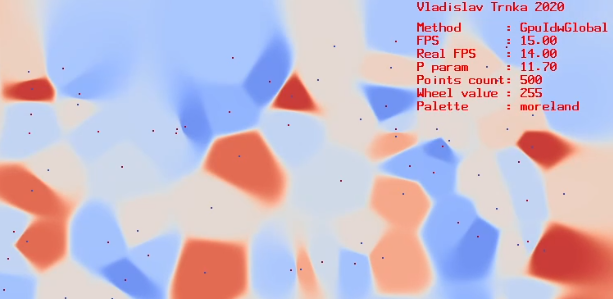 Vladislav Trnka 2020
Method : GpuIdwGlobal
FPS : 15.00
Real FPS : 14.00
P param : 11.70
Points count: 500
Wheel value : 255
Palette : moreland